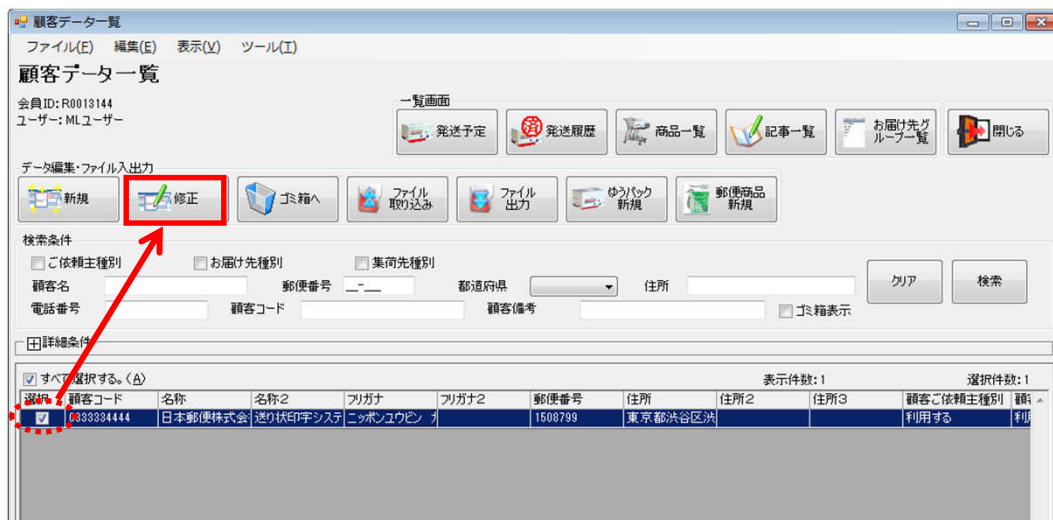 顧客データ一覧
ファイル(F) 編集(E) 表示(V) ツール(T)
顧客データ一覧
会員ID:R0013144
ユーザー:MLユーザー
一覧画面
発送予定 発送履歴 商品一覧 記事一覧 お届け先グループ一覧 閉じる
データ編集・ファイル入出力
新規 修正 ゴミ箱へ ファイル取り込み ファイル出力 ゆうパック新規 郵便商品新規
検索条件
ご依頼主種別 お届け先種別 集荷先種別
顧客名 郵便番号 __-__ 都道府県 住所 クリア 検索
電話番号 顧客コード 顧客備考 ゴミ箱表示
詳細条件
すべて選択する。(A) 表示件数:1 選択件数:1
選択 顧客コード 名称 名称2 フリガナ フリガナ2 郵便番号 住所 住所2 住所3 顧客ご依頼主種別 顧
333334444 日本郵便株式会 送り状印字システ ニッポンユウビン 1508799 東京都渋谷区渋 利用する 利